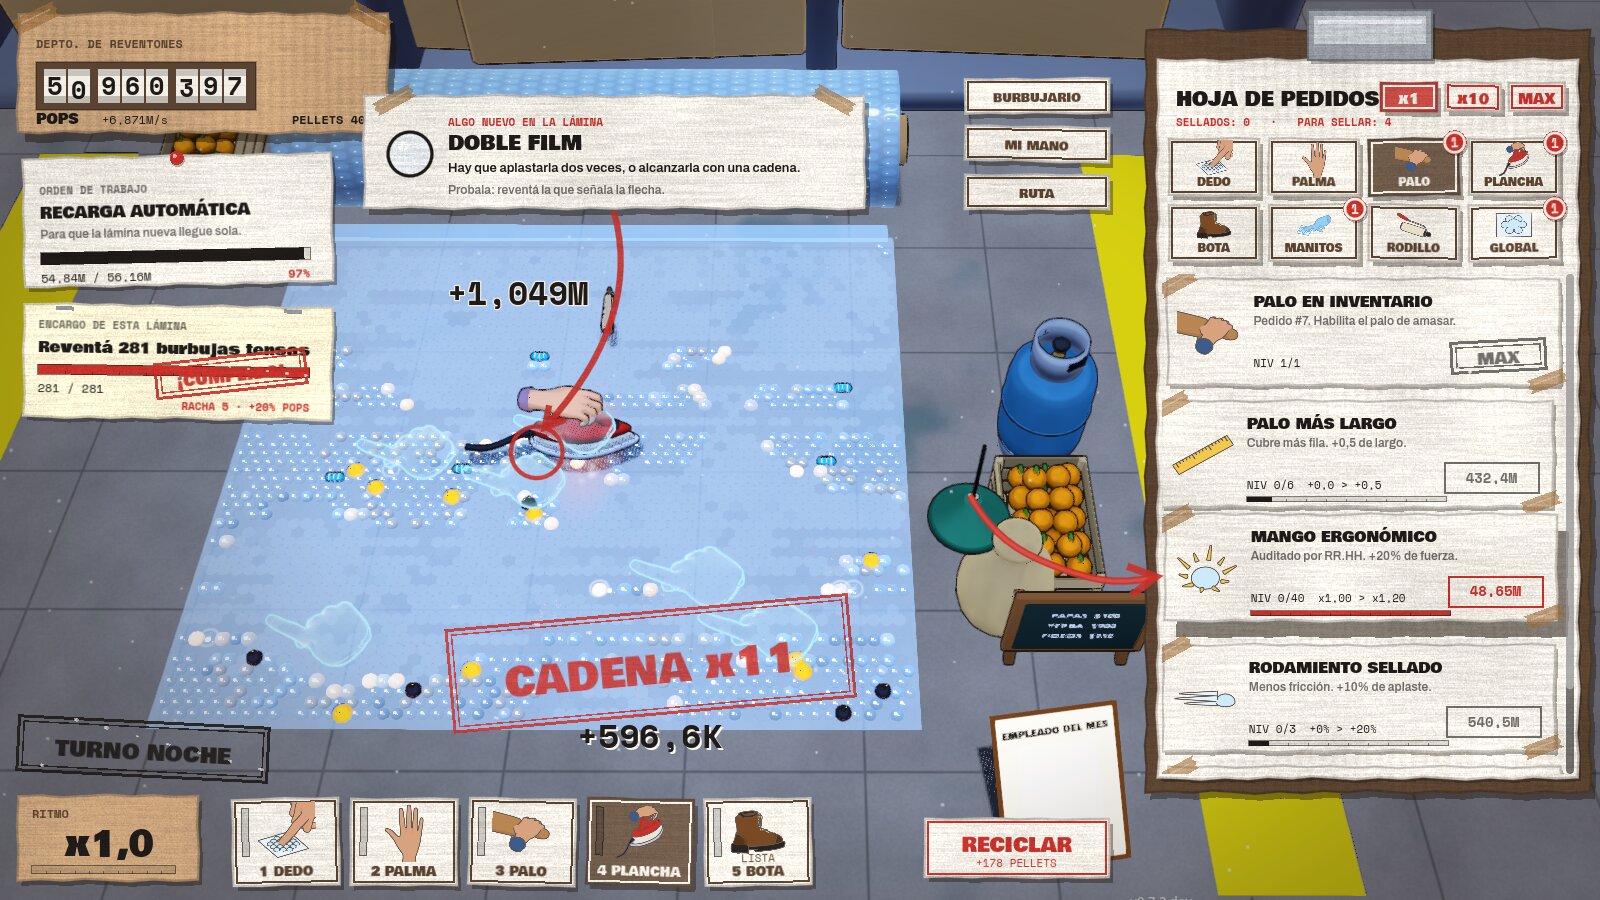 DEPTO. DE REVENTONES
50 960 397
POPS +6,871M/s PELLETS 40
ORDEN DE TRABAJO
RECARGA AUTOMÁTICA
Para que la lámina nueva llegue sola.
54,84M / 56,16M 97%
ENCARGO DE ESTA LÁMINA
Reventá 281 burbujas tensas
281 / 281
RACHA 5 · +20% POPS
ALGO NUEVO EN LA LÁMINA
DOBLE FILM
Hay que aplastarla dos veces, o alcanzarla con una cadena.
Probala: reventá la que señala la flecha.
BURBUJARIO
MI MANO
RUTA
+1,049M
CADENA x11
+596,6K
TURNO NOCHE
RITMO
x1,0
1 DEDO
2 PALMA
3 PALO
4 PLANCHA
LISTA
5 BOTA
EMPLEADO DEL MES
RECICLAR
+178 PELLETS
HOJA DE PEDIDOS x1 x10 MAX
SELLADOS: 0 · PARA SELLAR: 4
DEDO
PALMA
1
PALO
1
PLANCHA
BOTA
1
MANITOS
RODILLO
1
GLOBAL
PALO EN INVENTARIO
Pedido #7. Habilita el palo de amasar.
NIV 1/1
MAX
PALO MÁS LARGO
Cubre más fila. +0,5 de largo.
NIV 0/6 +0,0 > +0,5
432,4M
MANGO ERGONÓMICO
Auditado por RR.HH. +20% de fuerza.
NIV 0/40 x1,00 > x1,20
48,65M
RODAMIENTO SELLADO
Menos fricción. +10% de aplaste.
NIV 0/3 +0% > +20%
540,5M